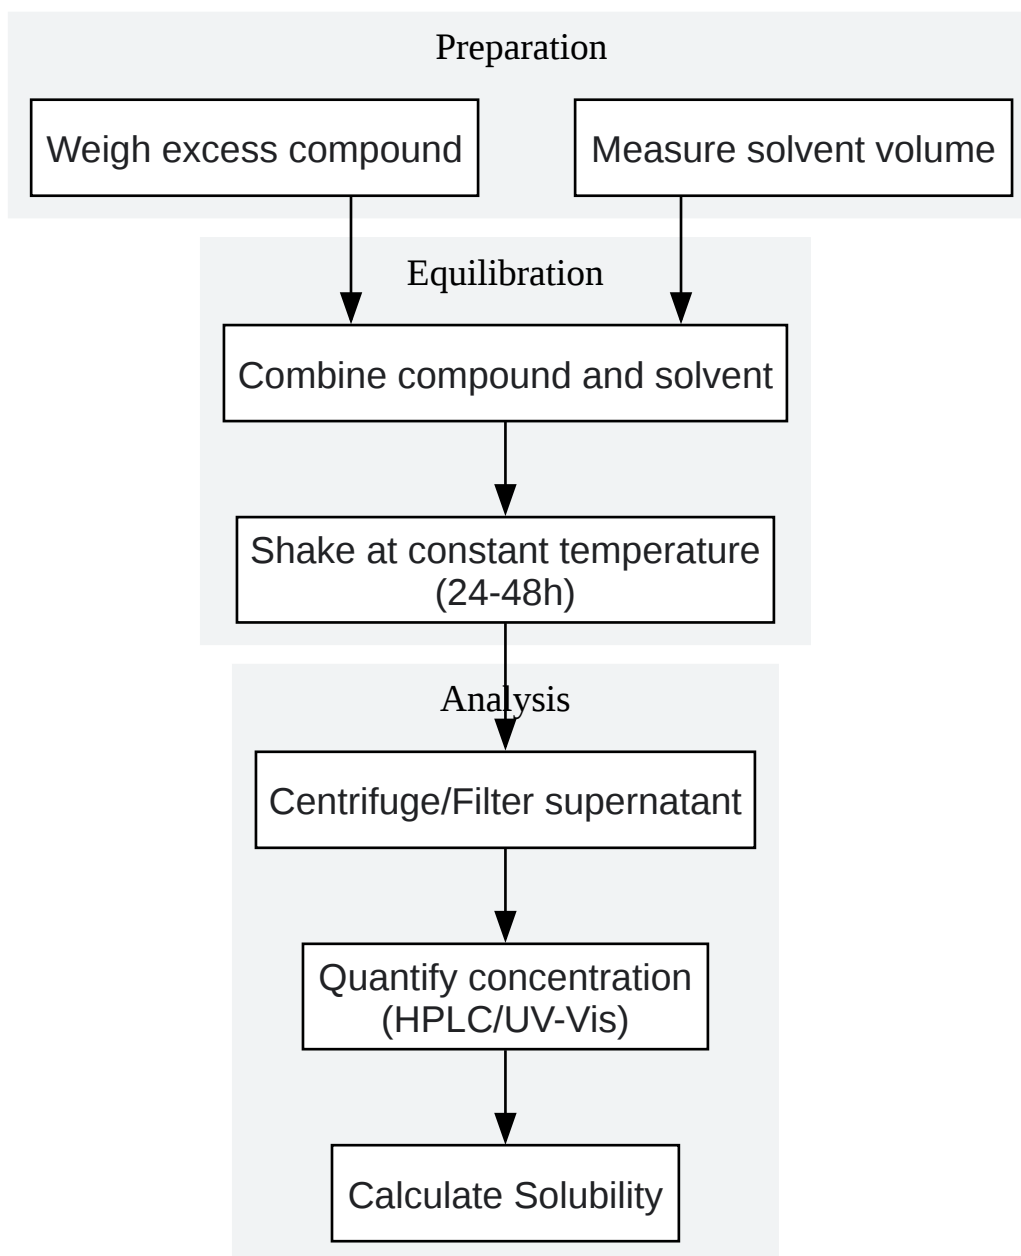 Preparation
Weigh excess compound
Measure solvent volume
Equilibration
Combine compound and solvent
Shake at constant temperature
(24-48h)
Analysis
Centrifuge/Filter supernatant
Quantify concentration
(HPLC/UV-Vis)
Calculate Solubility